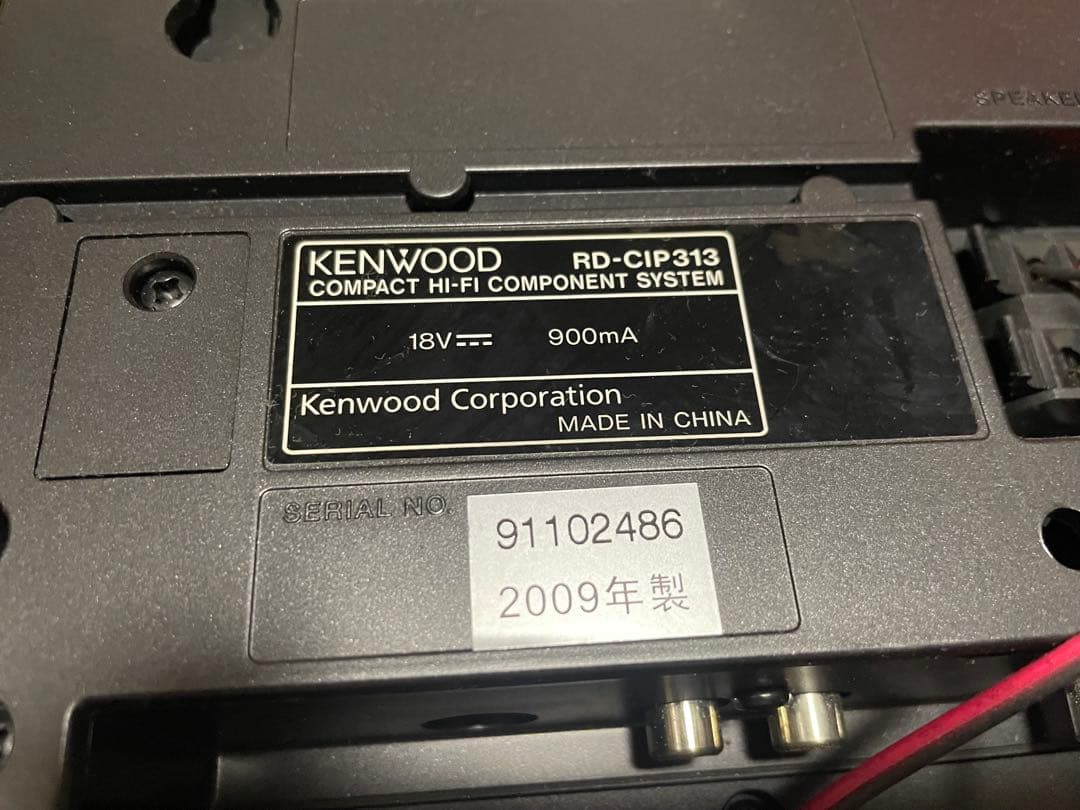 SPEAKE
KENWOOD RD-CIP313
COMPACT HI-FI COMPONENT SYSTEM
18V⎓ 900mA
Kenwood Corporation
MADE IN CHINA
SERIAL NO.
91102486
2009年製